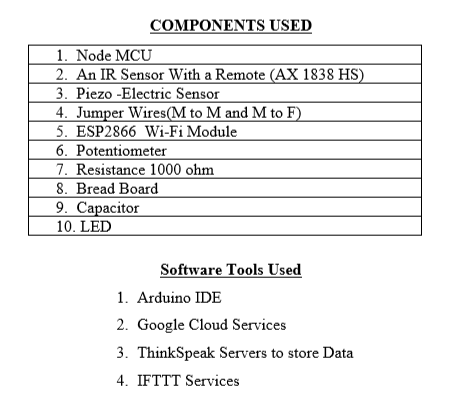 COMPONENTS USED
1. Node MCU
2. An IR Sensor With a Remote (AX 1838 HS)
3. Piezo -Electric Sensor
4. Jumper Wires(M to M and M to F)
5. ESP2866 Wi-Fi Module
6. Potentiometer
7. Resistance 1000 ohm
8. Bread Board
9. Capacitor
10. LED
Software Tools Used
1. Arduino IDE
2. Google Cloud Services
3. ThinkSpeak Servers to store Data
4. IFTTT Services